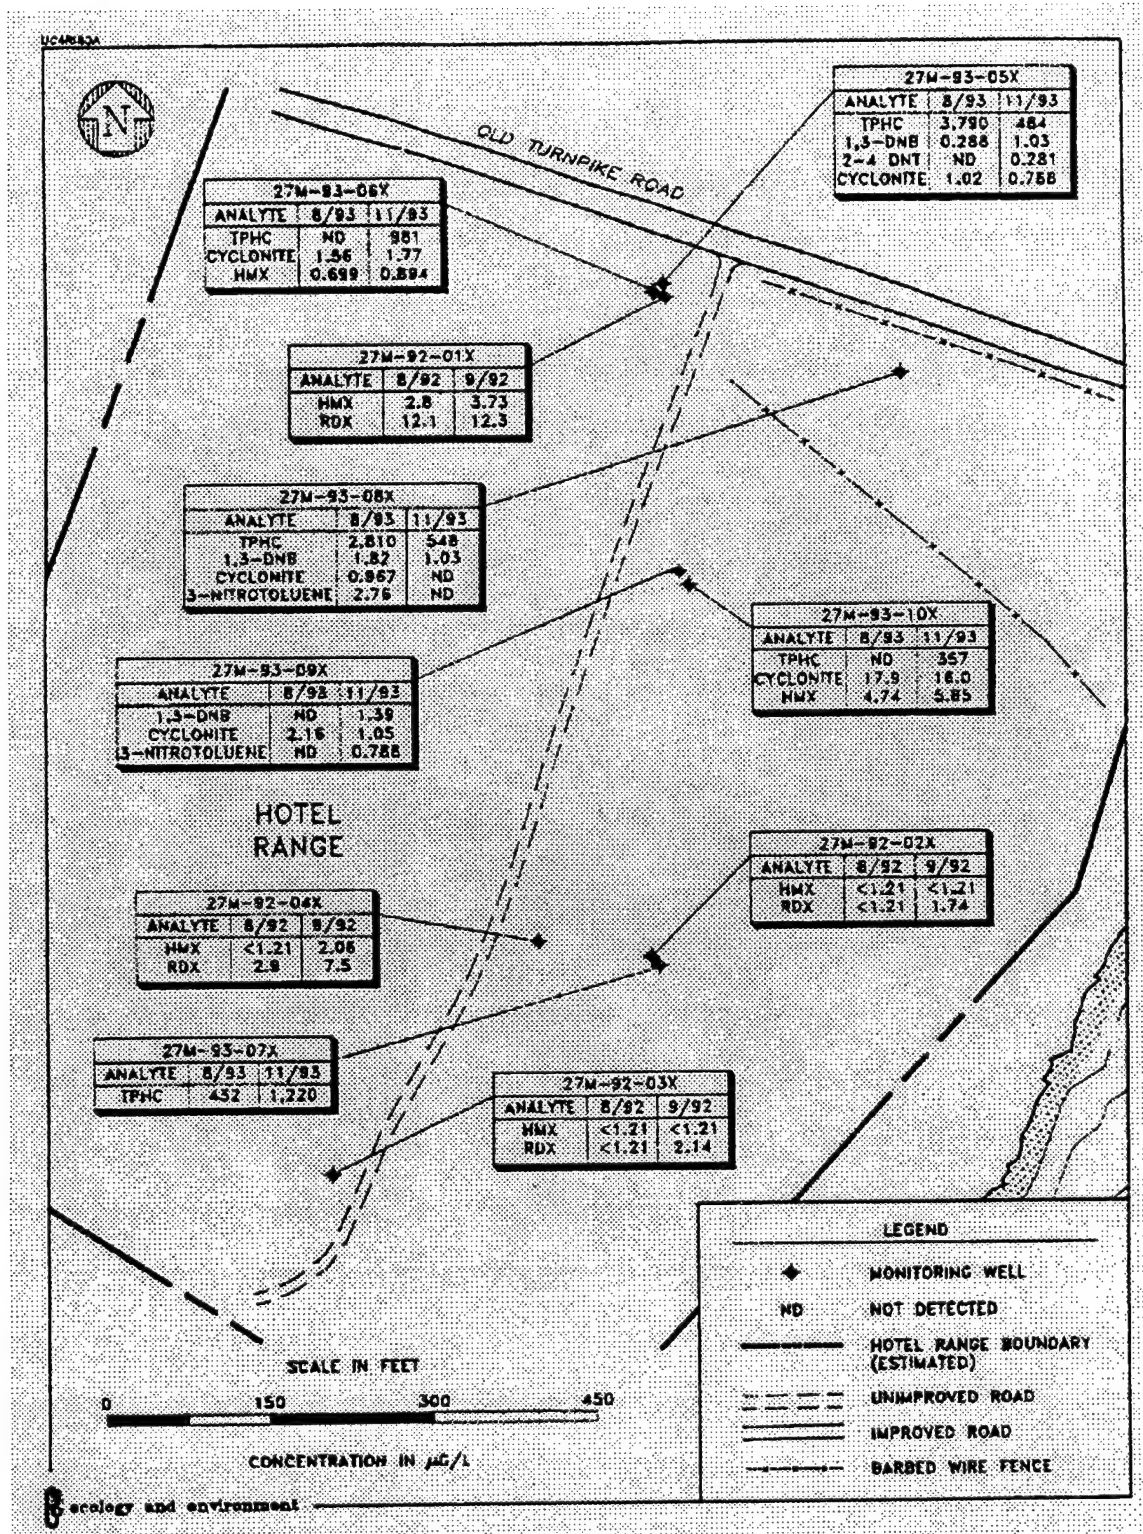 N
OLD TURNPIKE ROAD
27M-93-05X
ANALYTE 8/93 11/93
TPHC 3,790 464
1,3-DNB 0.288 1.03
2-4 DNT ND 0.281
CYCLONITE 1.02 0.788
27M-93-06X
ANALYTE 8/93 11/93
TPHC ND 981
CYCLONITE 1.56 1.77
HMX 0.699 0.894
27M-92-01X
ANALYTE 8/92 9/92
HMX 2.8 3.73
RDX 12.1 12.3
27M-93-08X
ANALYTE 8/93 11/93
TPHC 2,810 548
1,3-DNB 1.82 1.03
CYCLONITE 0.867 ND
3-NITROTOLUENE 2.76 ND
27M-93-10X
ANALYTE 8/93 11/93
TPHC ND 357
CYCLONITE 17.9 16.0
HMX 4.74 5.85
27M-93-09X
ANALYTE 8/93 11/93
1,3-DNB ND 1.39
CYCLONITE 2.16 1.05
3-NITROTOLUENE ND 0.788
HOTEL
RANGE
27M-92-02X
ANALYTE 8/92 9/92
HMX <1.21 <1.21
RDX <1.21 1.74
27M-92-04X
ANALYTE 8/92 9/92
HMX <1.21 2.06
RDX 2.9 7.5
27M-93-07X
ANALYTE 8/93 11/93
TPHC 432 1,220
27M-92-03X
ANALYTE 8/92 9/92
HMX <1.21 <1.21
RDX <1.21 2.14
LEGEND
MONITORING WELL
ND NOT DETECTED
HOTEL RANGE BOUNDARY
(ESTIMATED)
UNIMPROVED ROAD
IMPROVED ROAD
BARBED WIRE FENCE
SCALE IN FEET
0 150 300 450
CONCENTRATION IN µG/L
ecology and environment